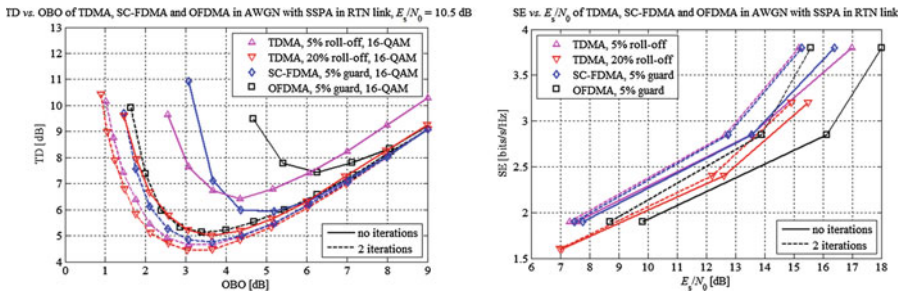 TD vs. OBO of TDMA, SC-FDMA and OFDMA in AWGN with SSPA in RTN link, Es/N0 = 10.5 dB
13
12
11
10
9
8
7
6
5
4
TD [dB]
TDMA, 5% roll-off, 16-QAM
TDMA, 20% roll-off, 16-QAM
SC-FDMA, 5% guard, 16-QAM
OFDMA, 5% guard, 16-QAM
no iterations
2 iterations
0 1 2 3 4 5 6 7 8 9
OBO [dB]
SE vs. Es/N0 of TDMA, SC-FDMA and OFDMA in AWGN with SSPA in RTN link
4
3.5
3
2.5
2
1.5
SE [bits/s/Hz]
TDMA, 5% roll-off
TDMA, 20% roll-off
SC-FDMA, 5% guard
OFDMA, 5% guard
no iterations
2 iterations
6 7 8 9 10 11 12 13 14 15 16 17 18
Es/N0 [dB]